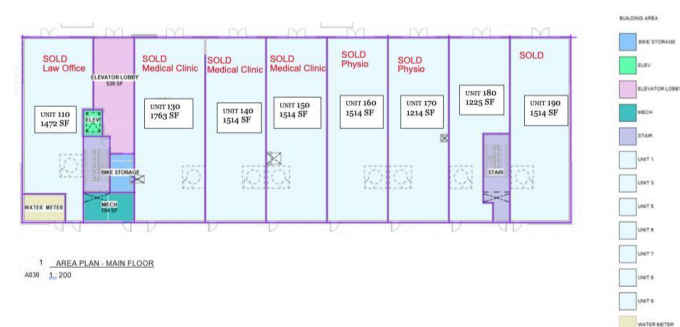 SOLD
Law Office
UNIT 110
1472 SF
ELEVATOR LOBBY
539 SF
ELEV
BIKE STORAGE
MECH
194 SF
WATER METER
SOLD
Medical Clinic
UNIT 130
1763 SF
SOLD
Medical Clinic
UNIT 140
1514 SF
SOLD
Medical Clinic
UNIT 150
1514 SF
SOLD
Physio
UNIT 160
1514 SF
SOLD
Physio
UNIT 170
1214 SF
UNIT 180
1225 SF
STAIR
SOLD
UNIT 190
1514 SF
1 AREA PLAN - MAIN FLOOR
A030 1 : 200
BUILDING AREA
BIKE STORAGE
ELEV
ELEVATOR LOBBY
MECH
STAIR
UNIT 1
UNIT 3
UNIT 5
UNIT 6
UNIT 7
UNIT 8
UNIT 9
WATER METER